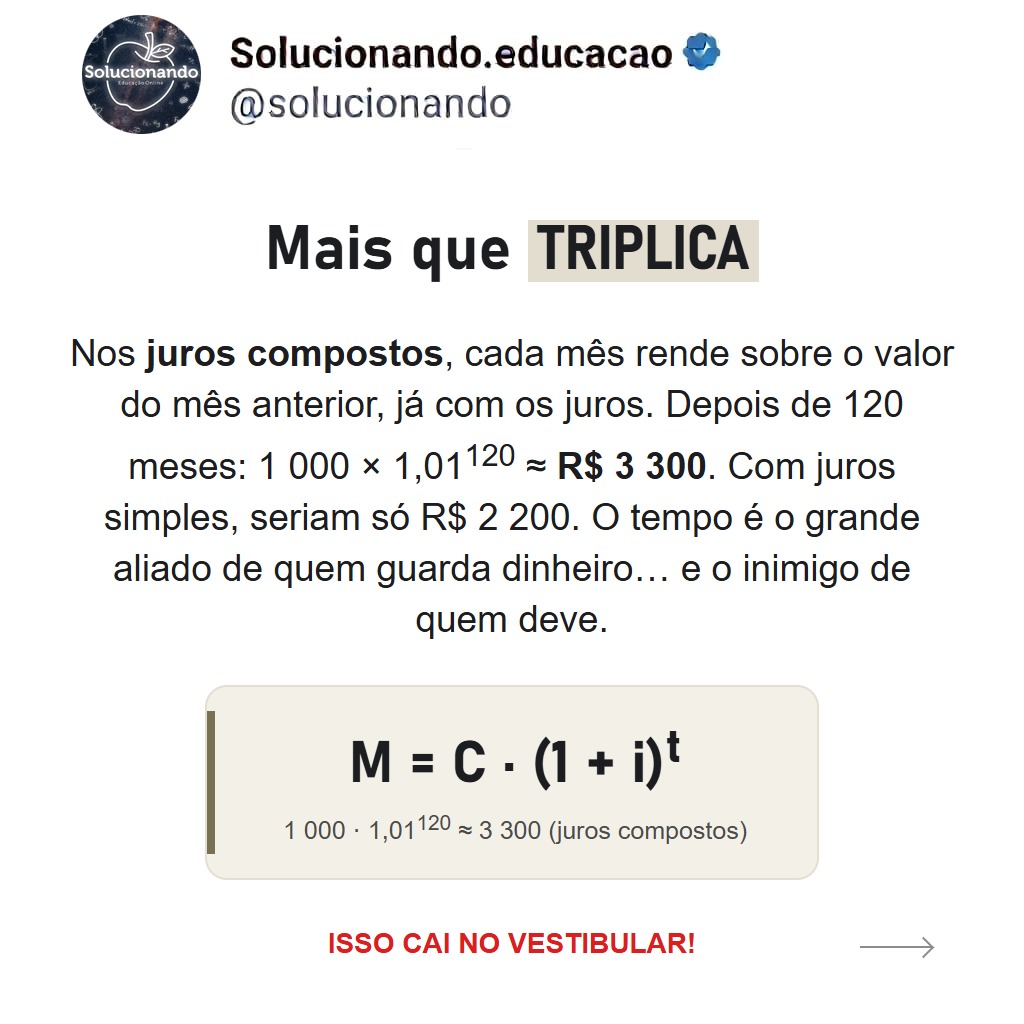 Solucionando
Educação Online
Solucionando.educacao
@solucionando
Mais que TRIPLICA
Nos juros compostos, cada mês rende sobre o valor
do mês anterior, já com os juros. Depois de 120
meses: 1 000 × 1,01¹²⁰ ≈ R$ 3 300. Com juros
simples, seriam só R$ 2 200. O tempo é o grande
aliado de quem guarda dinheiro… e o inimigo de
quem deve.
M = C · (1 + i)ᵗ
1 000 · 1,01¹²⁰ ≈ 3 300 (juros compostos)
ISSO CAI NO VESTIBULAR!